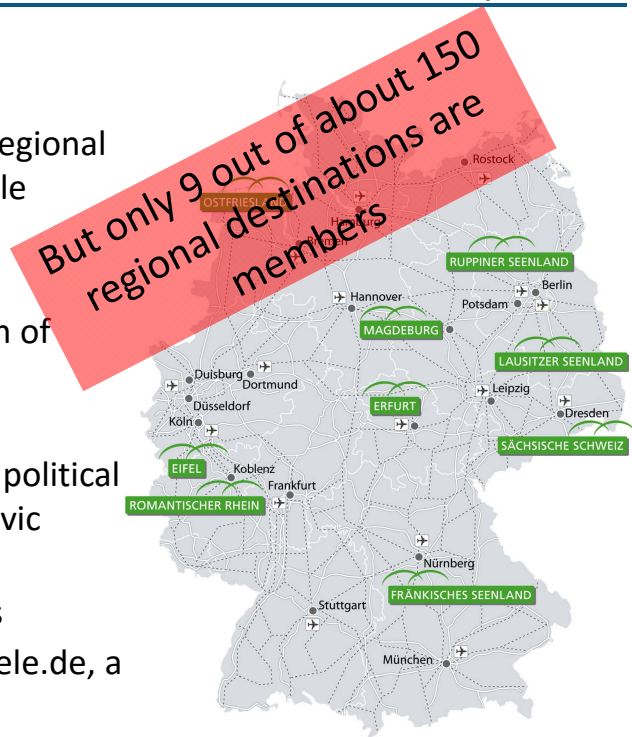 But only 9 out of about 150
regional destinations are
members
egional
le
n of
political
vic
s
ele.de, a
Rostock
OSTFRIESLAND
Hamburg
Bremen
RUPPINER SEENLAND
Berlin
Hannover
Potsdam
MAGDEBURG
LAUSITZER SEENLAND
Duisburg
Dortmund
Leipzig
Düsseldorf
ERFURT
Dresden
Köln
SÄCHSISCHE SCHWEIZ
EIFEL
Koblenz
Frankfurt
ROMANTISCHER RHEIN
Nürnberg
FRÄNKISCHES SEENLAND
Stuttgart
München